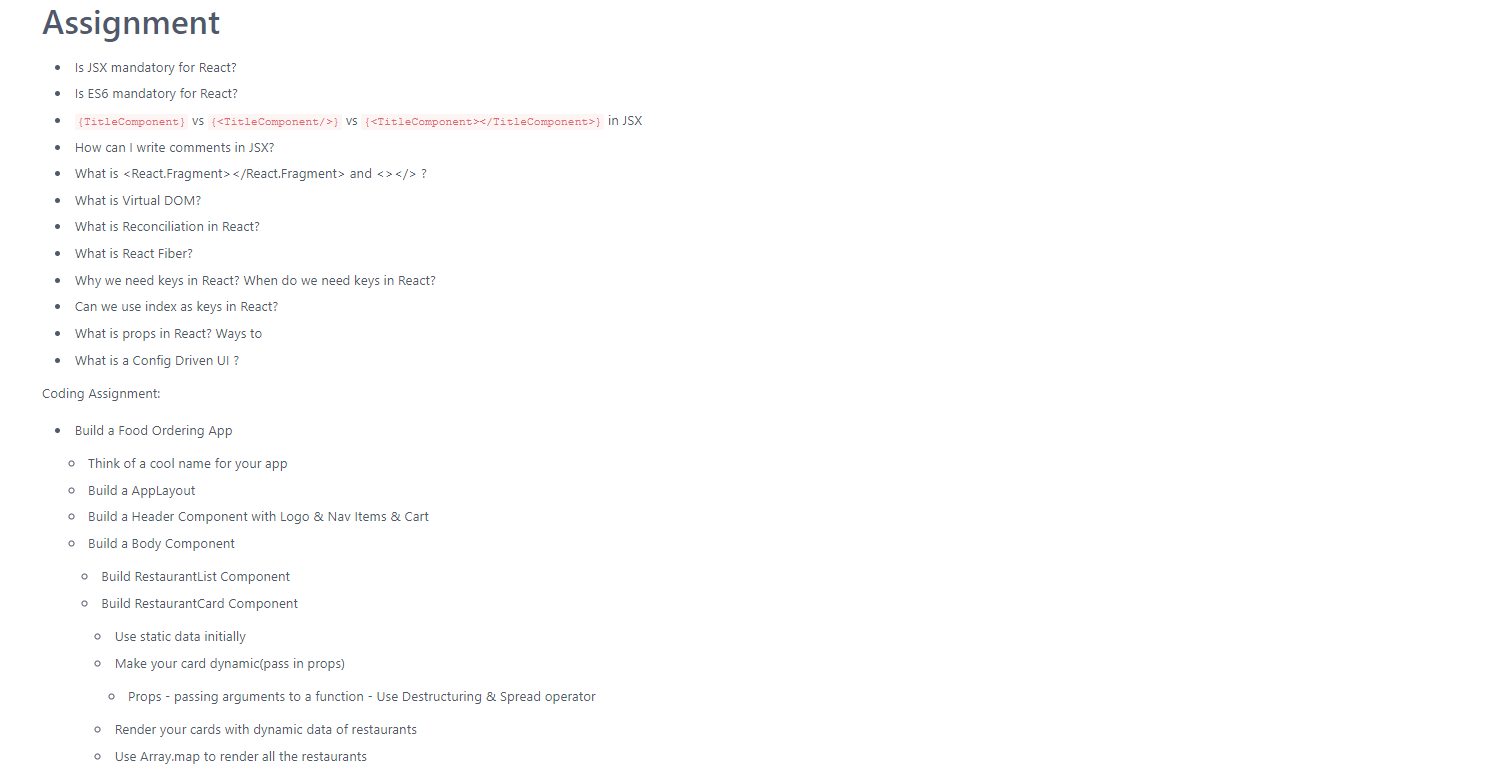 Assignment
Is JSX mandatory for React?
Is ES6 mandatory for React?
{TitleComponent} vs {<TitleComponent/>} vs {<TitleComponent></TitleComponent>} in JSX
How can I write comments in JSX?
What is <React.Fragment></React.Fragment> and <></> ?
What is Virtual DOM?
What is Reconciliation in React?
What is React Fiber?
Why we need keys in React? When do we need keys in React?
Can we use index as keys in React?
What is props in React? Ways to
What is a Config Driven UI ?
Coding Assignment:
Build a Food Ordering App
Think of a cool name for your app
Build a AppLayout
Build a Header Component with Logo & Nav Items & Cart
Build a Body Component
Build RestaurantList Component
Build RestaurantCard Component
Use static data initially
Make your card dynamic(pass in props)
Props - passing arguments to a function - Use Destructuring & Spread operator
Render your cards with dynamic data of restaurants
Use Array.map to render all the restaurants